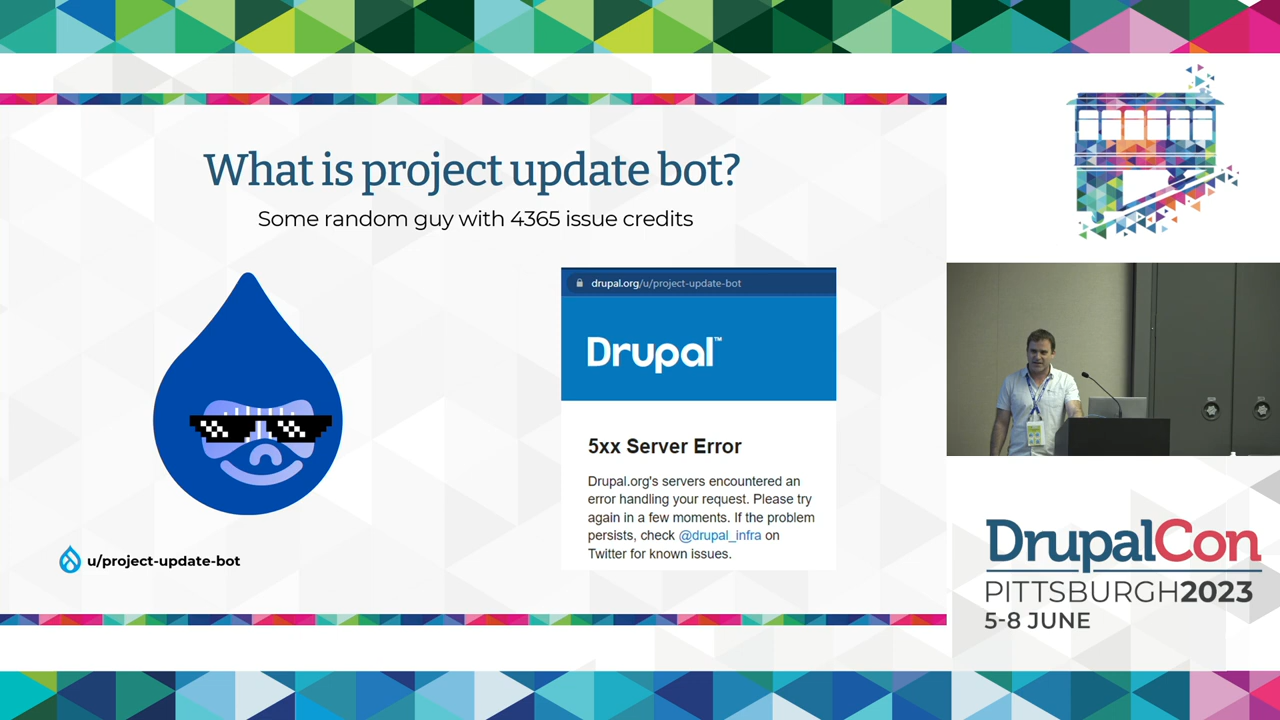 What is project update bot?
Some random guy with 4365 issue credits
drupal.org/u/project-update-bot
Drupal™
5xx Server Error
Drupal.org's servers encountered an
error handling your request. Please try
again in a few moments. If the problem
persists, check @drupal_infra on
Twitter for known issues.
u/project-update-bot
DrupalCon
PITTSBURGH2023
5-8 JUNE